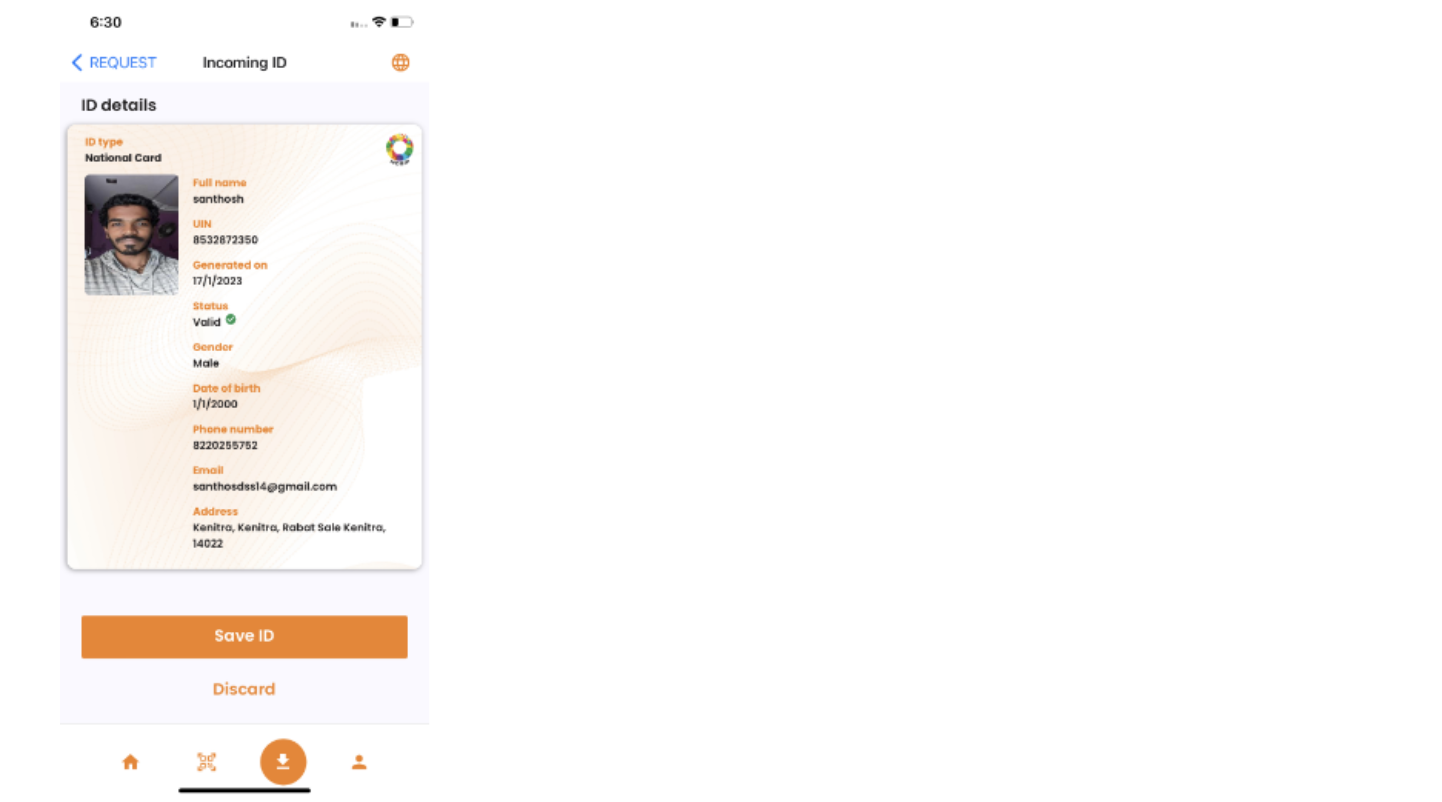 6:30
REQUEST
Incoming ID
ID details
ID type
National Card
Full name
santhosh
UIN
8532872350
Generated on
17/1/2023
Status
Valid
Gender
Male
Date of birth
1/1/2000
Phone number
8220255752
Email
santhosdss14@gmail.com
Address
Kenitra, Kenitra, Rabat Sale Kenitra,
14022
Save ID
Discard